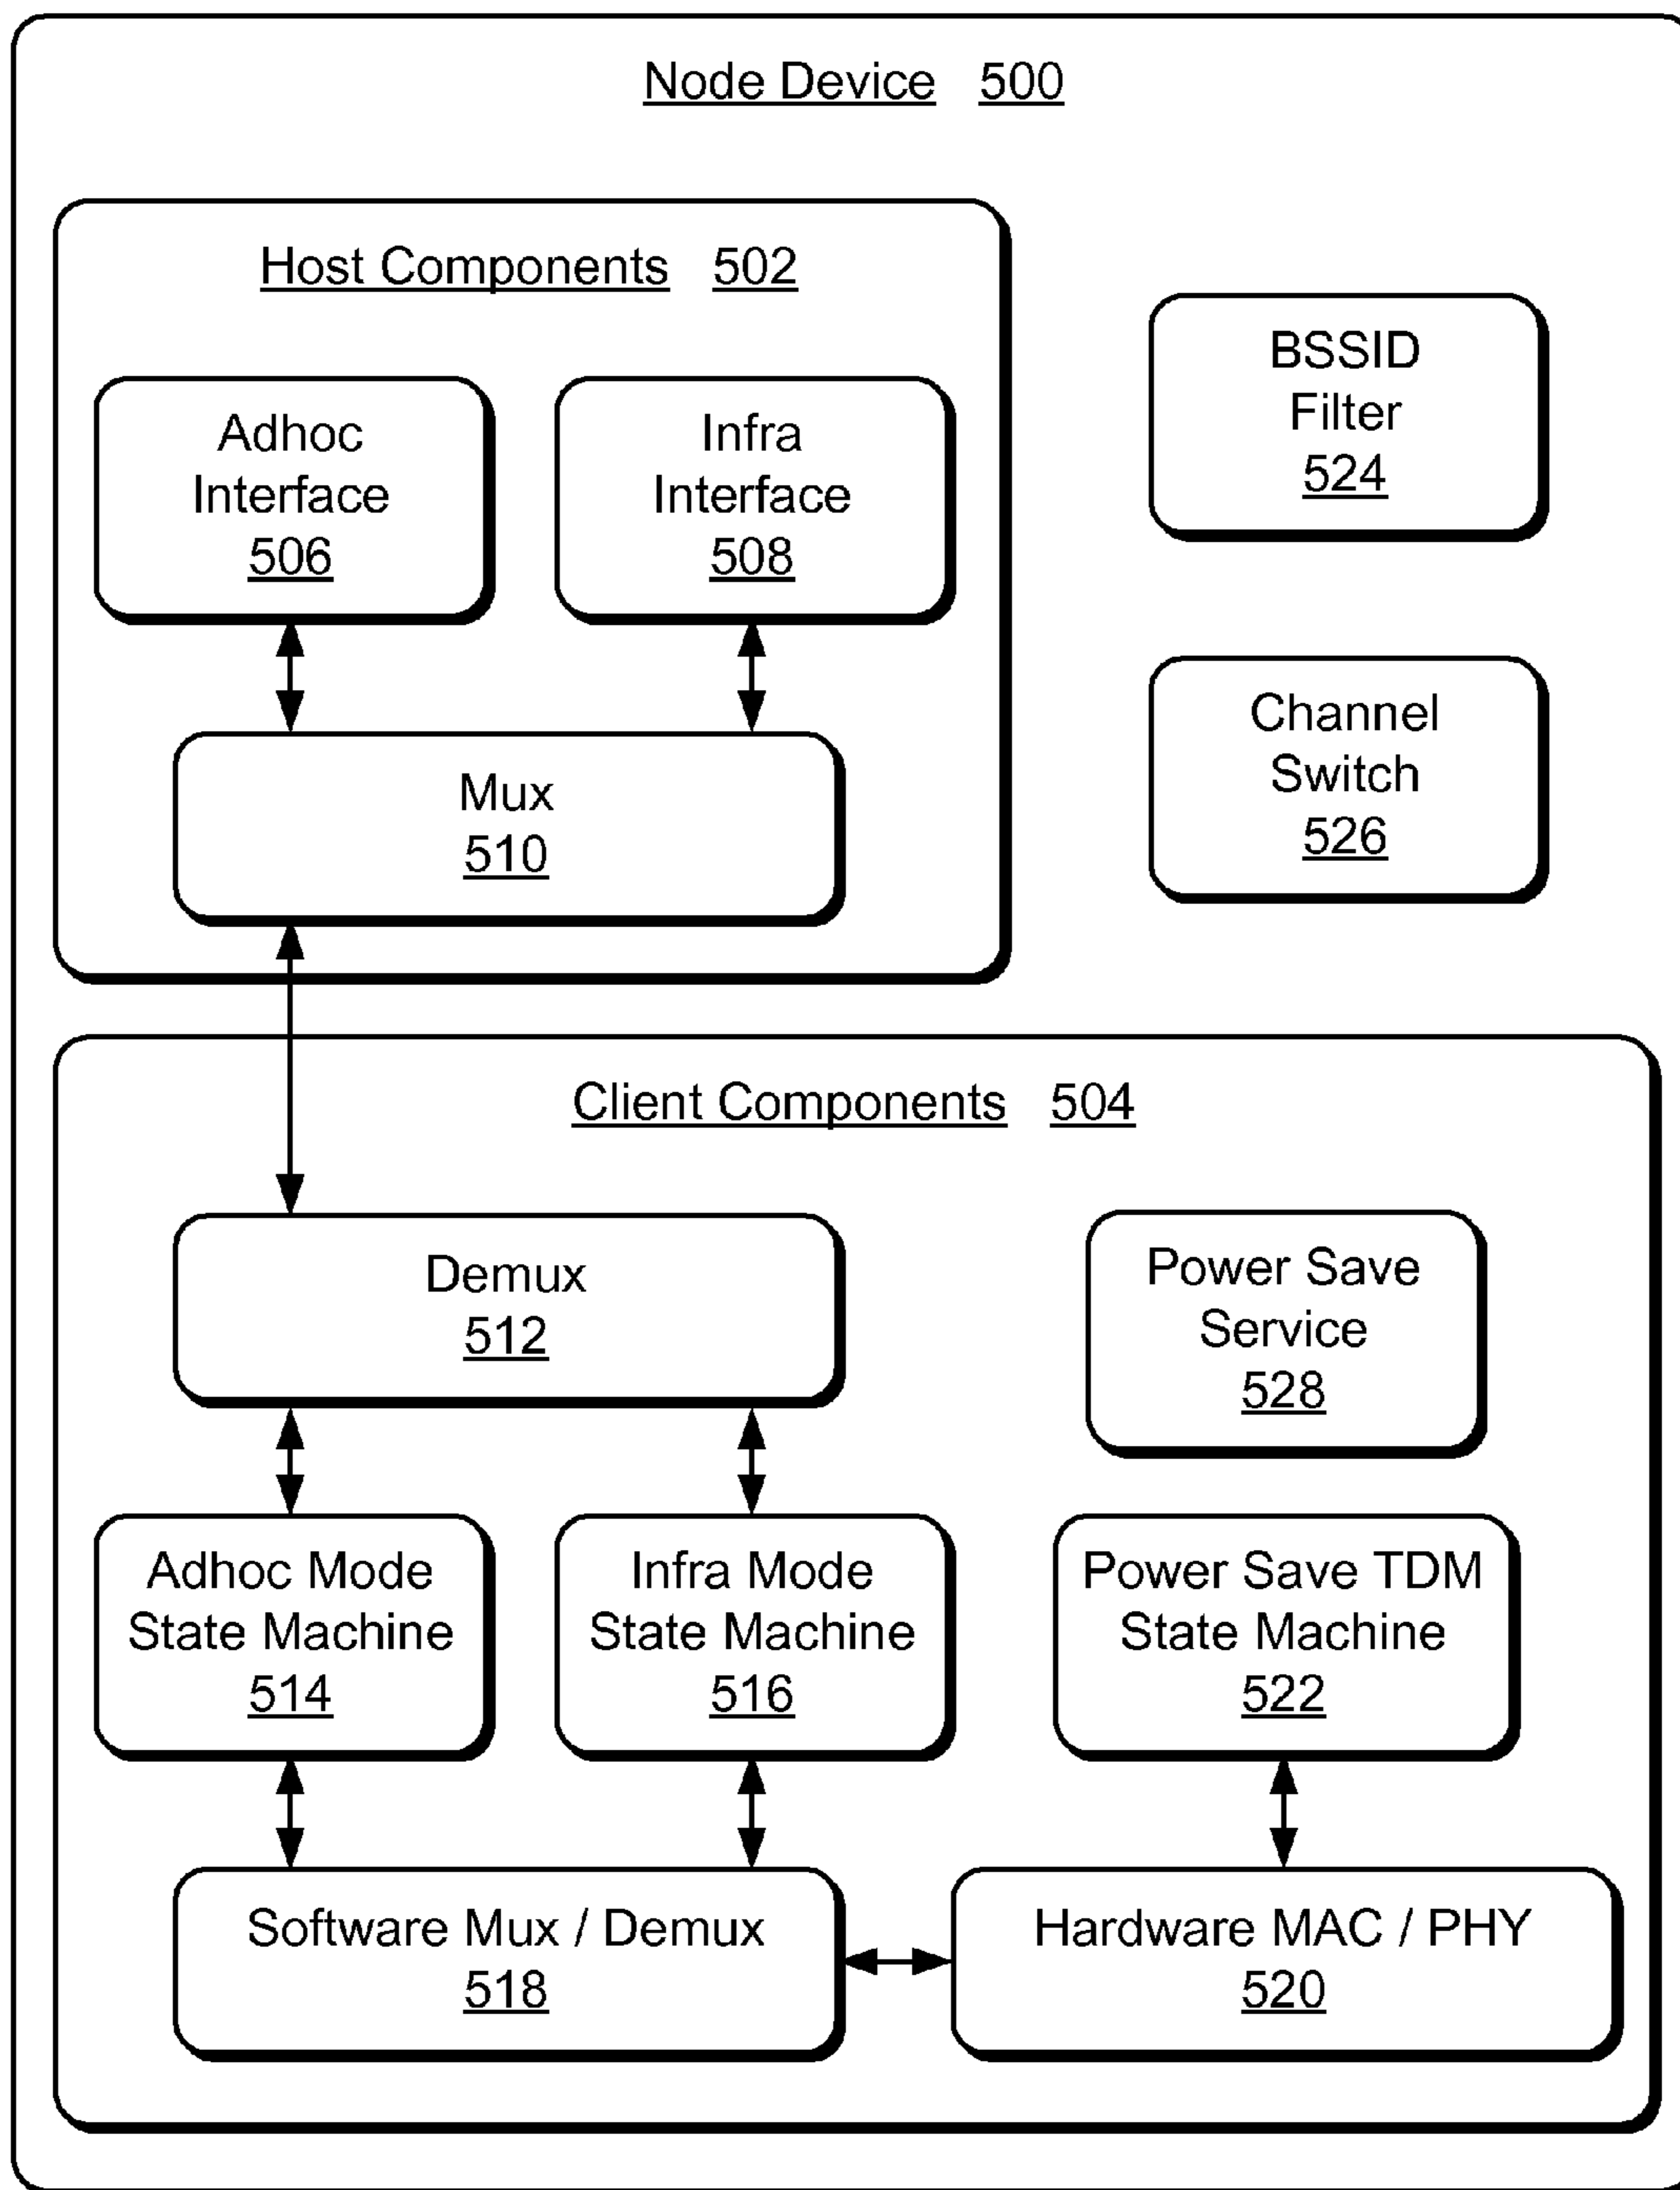 Node Device 500
Host Components 502
Adhoc
Interface
506
Infra
Interface
508
Mux
510
BSSID
Filter
524
Channel
Switch
526
Client Components 504
Demux
512
Power Save
Service
528
Adhoc Mode
State Machine
514
Infra Mode
State Machine
516
Power Save TDM
State Machine
522
Software Mux / Demux
518
Hardware MAC / PHY
520